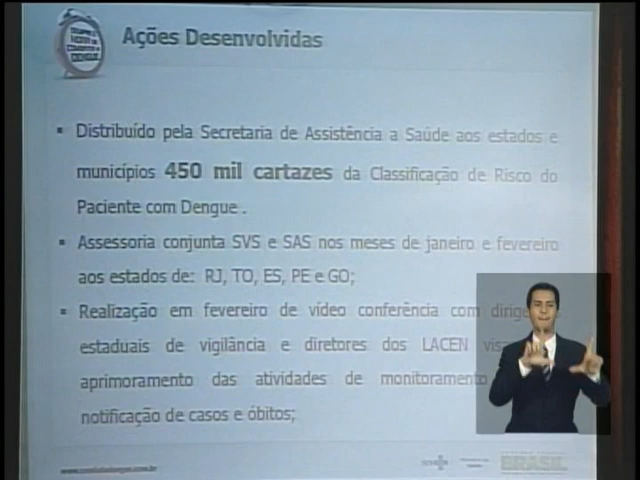 Ações Desenvolvidas
▪ Distribuído pela Secretaria de Assistência a Saúde aos estados e
municípios 450 mil cartazes da Classificação de Risco do
Paciente com Dengue .
▪ Assessoria conjunta SVS e SAS nos meses de janeiro e fevereiro
aos estados de: RJ, TO, ES, PE e GO;
▪ Realização em fevereiro de vídeo conferência com
estaduais de vigilância e diretores dos LACEN
aprimoramento das atividades de monitoramento
notificação de casos e óbitos;
BRASIL